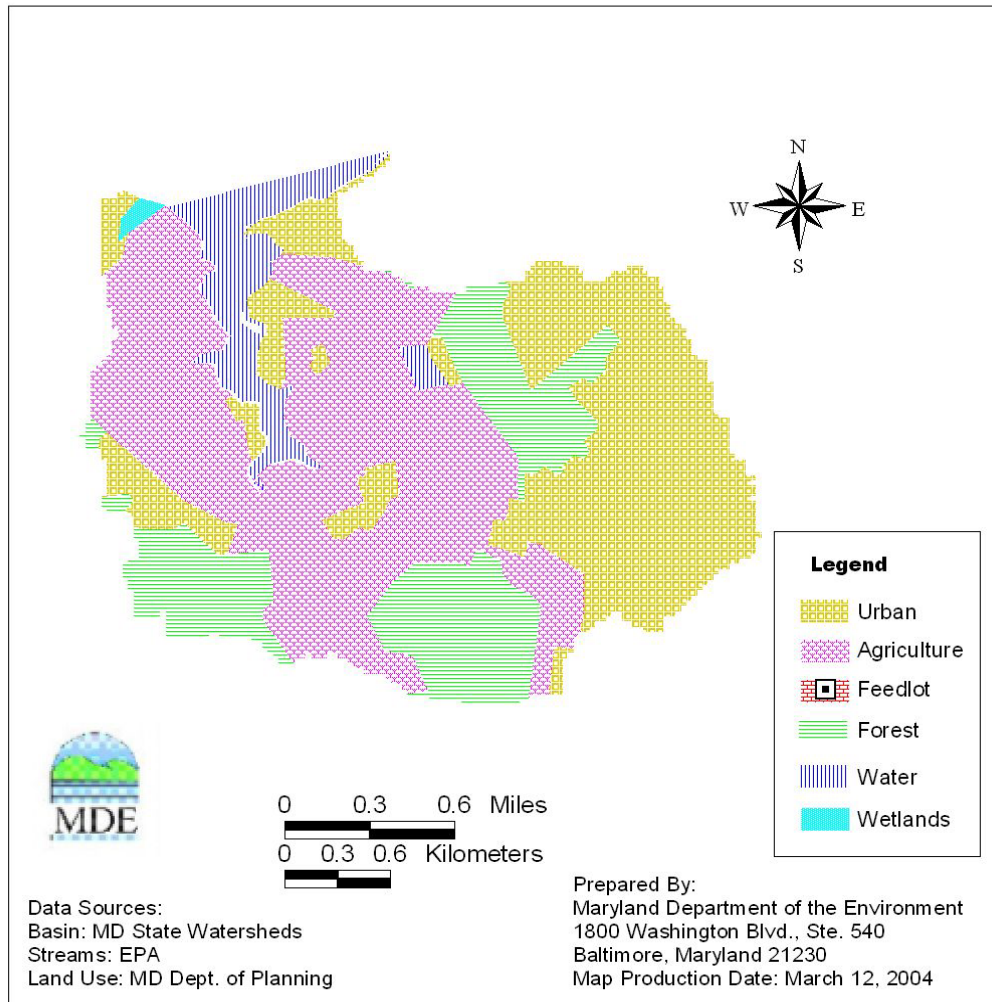 N
W E
S
Legend
Urban
Agriculture
Feedlot
Forest
Water
Wetlands
MDE
0 0.3 0.6 Miles
0 0.3 0.6 Kilometers
Data Sources:
Basin: MD State Watersheds
Streams: EPA
Land Use: MD Dept. of Planning
Prepared By:
Maryland Department of the Environment
1800 Washington Blvd., Ste. 540
Baltimore, Maryland 21230
Map Production Date: March 12, 2004